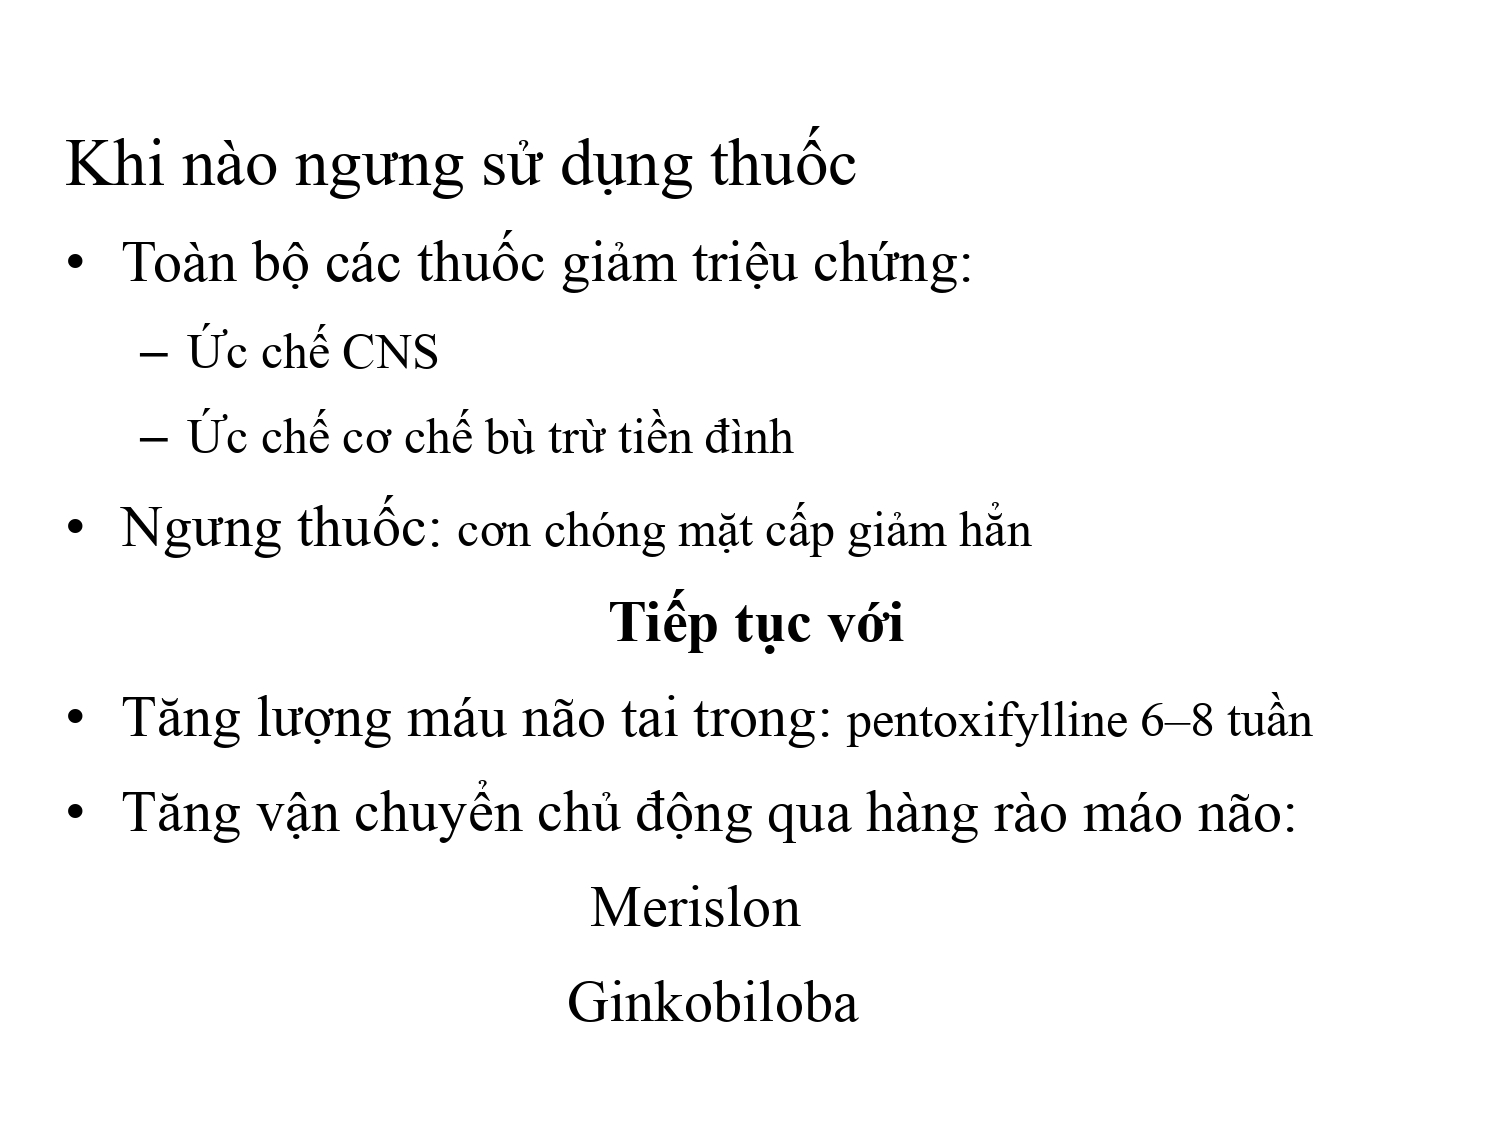 Khi nào ngưng sử dụng thuốc
• Toàn bộ các thuốc giảm triệu chứng:
– Ức chế CNS
– Ức chế cơ chế bù trừ tiền đình
• Ngưng thuốc: cơn chóng mặt cấp giảm hẳn
Tiếp tục với
• Tăng lượng máu não tai trong: pentoxifylline 6–8 tuần
• Tăng vận chuyển chủ động qua hàng rào máo não:
Merislon
Ginkobiloba